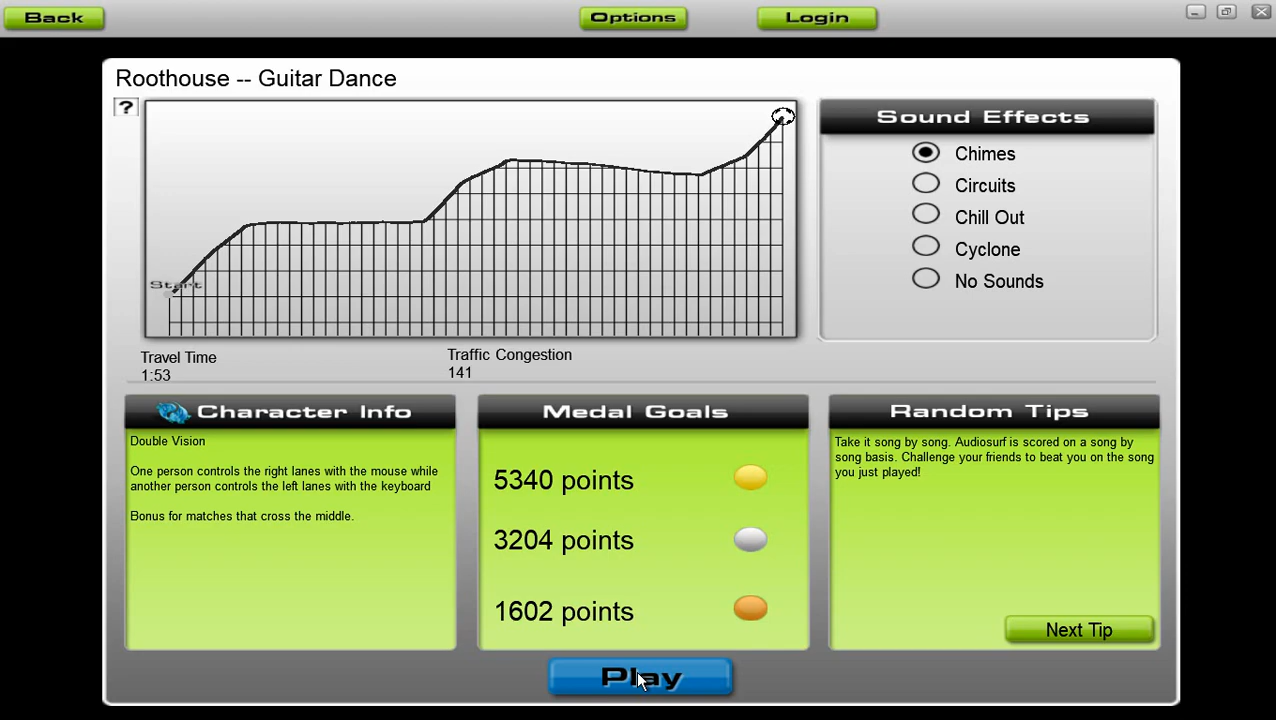 Back
Options
Login
Roothouse -- Guitar Dance
?
Start
Travel Time
1:53
Traffic Congestion
141
Sound Effects
Chimes
Circuits
Chill Out
Cyclone
No Sounds
Character Info
Double Vision
One person controls the right lanes with the mouse while
another person controls the left lanes with the keyboard
Bonus for matches that cross the middle.
Medal Goals
5340 points
3204 points
1602 points
Random Tips
Take it song by song. Audiosurf is scored on a song by
song basis. Challenge your friends to beat you on the song
you just played!
Next Tip
Play